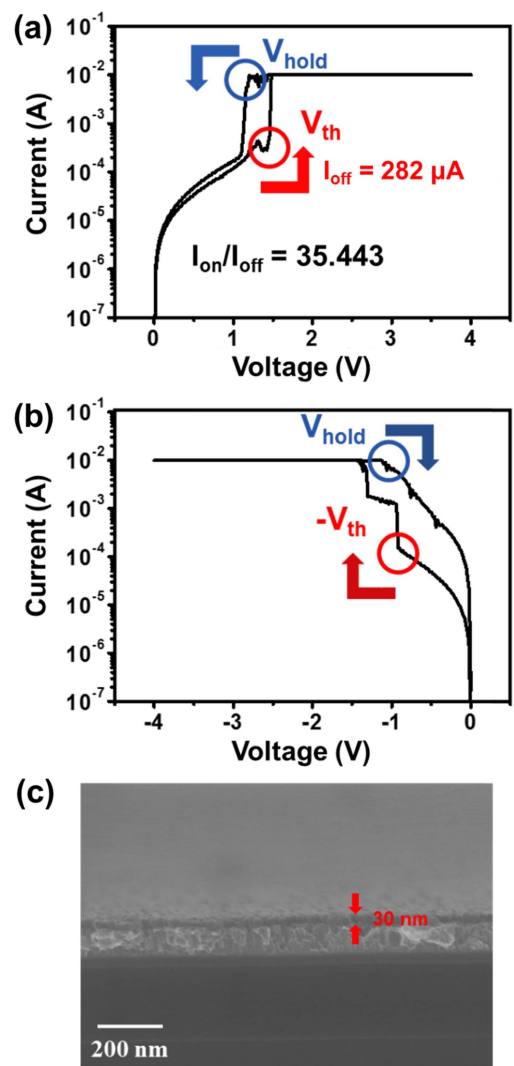 (a)
10⁻¹
10⁻²
10⁻³
10⁻⁴
10⁻⁵
10⁻⁶
10⁻⁷
Current (A)
V_hold
V_th
I_off = 282 μA
I_on/I_off = 35.443
0 1 2 3 4
Voltage (V)
(b)
10⁻¹
10⁻²
10⁻³
10⁻⁴
10⁻⁵
10⁻⁶
10⁻⁷
Current (A)
V_hold
-V_th
-4 -3 -2 -1 0
Voltage (V)
(c)
30 nm
200 nm